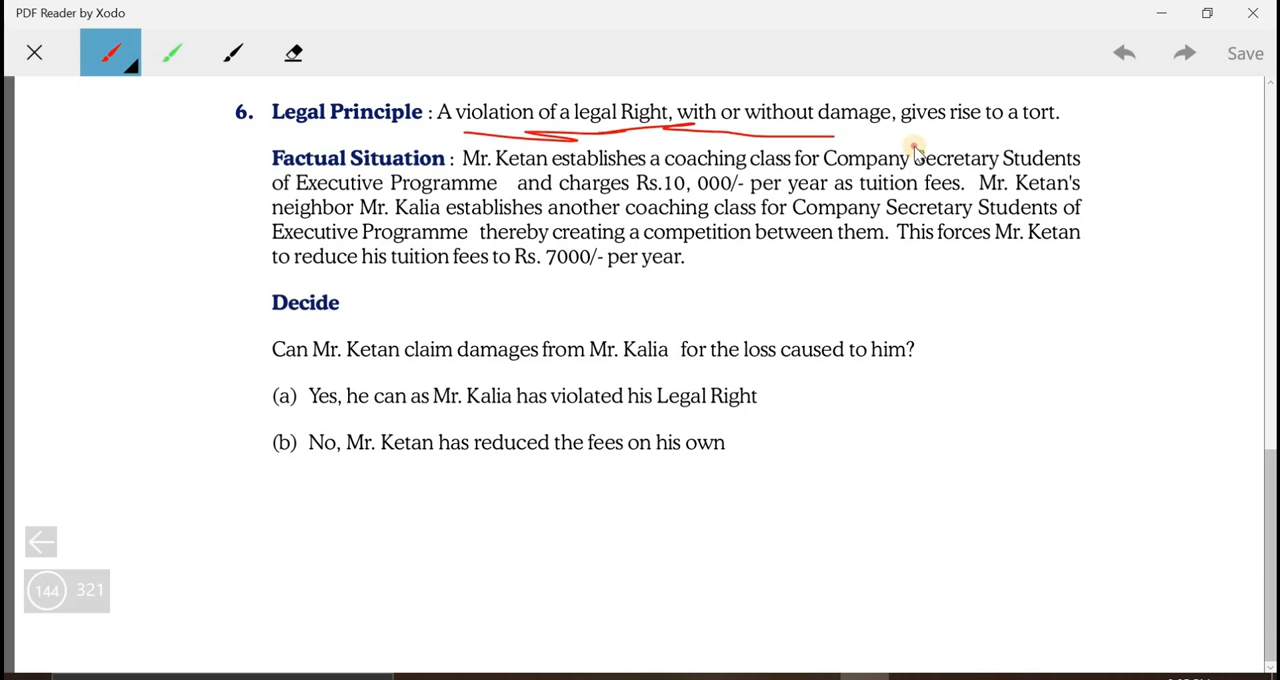 PDF Reader by Xodo
Save
6. Legal Principle : A violation of a legal Right, with or without damage, gives rise to a tort.
Factual Situation : Mr. Ketan establishes a coaching class for Company Secretary Students
of Executive Programme and charges Rs.10, 000/- per year as tuition fees. Mr. Ketan's
neighbor Mr. Kalia establishes another coaching class for Company Secretary Students of
Executive Programme thereby creating a competition between them. This forces Mr. Ketan
to reduce his tuition fees to Rs. 7000/- per year.
Decide
Can Mr. Ketan claim damages from Mr. Kalia for the loss caused to him?
(a) Yes, he can as Mr. Kalia has violated his Legal Right
(b) No, Mr. Ketan has reduced the fees on his own
144 321